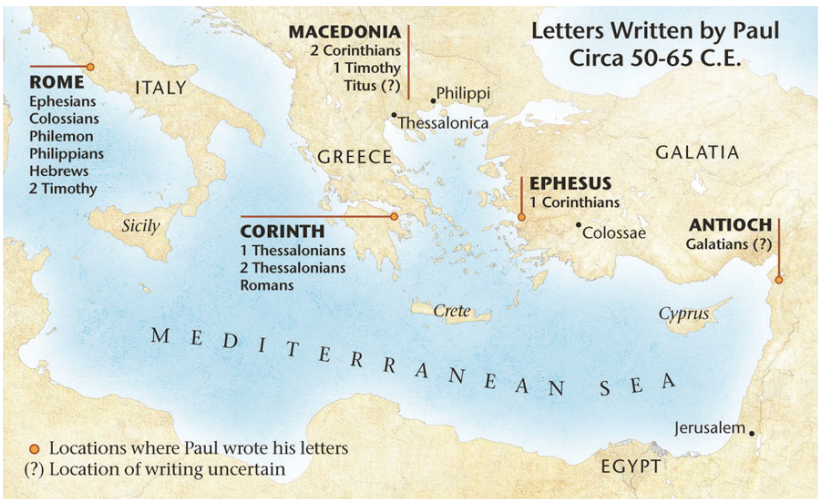 Letters Written by Paul
Circa 50-65 C.E.
MACEDONIA
2 Corinthians
1 Timothy
Titus (?)
ROME
Ephesians
Colossians
Philemon
Philippians
Hebrews
2 Timothy
ITALY
Philippi
Thessalonica
GREECE
GALATIA
EPHESUS
1 Corinthians
Colossae
ANTIOCH
Galatians (?)
Sicily
CORINTH
1 Thessalonians
2 Thessalonians
Romans
Crete
Cyprus
MEDITERRANEAN SEA
Jerusalem
EGYPT
Locations where Paul wrote his letters
(?) Location of writing uncertain